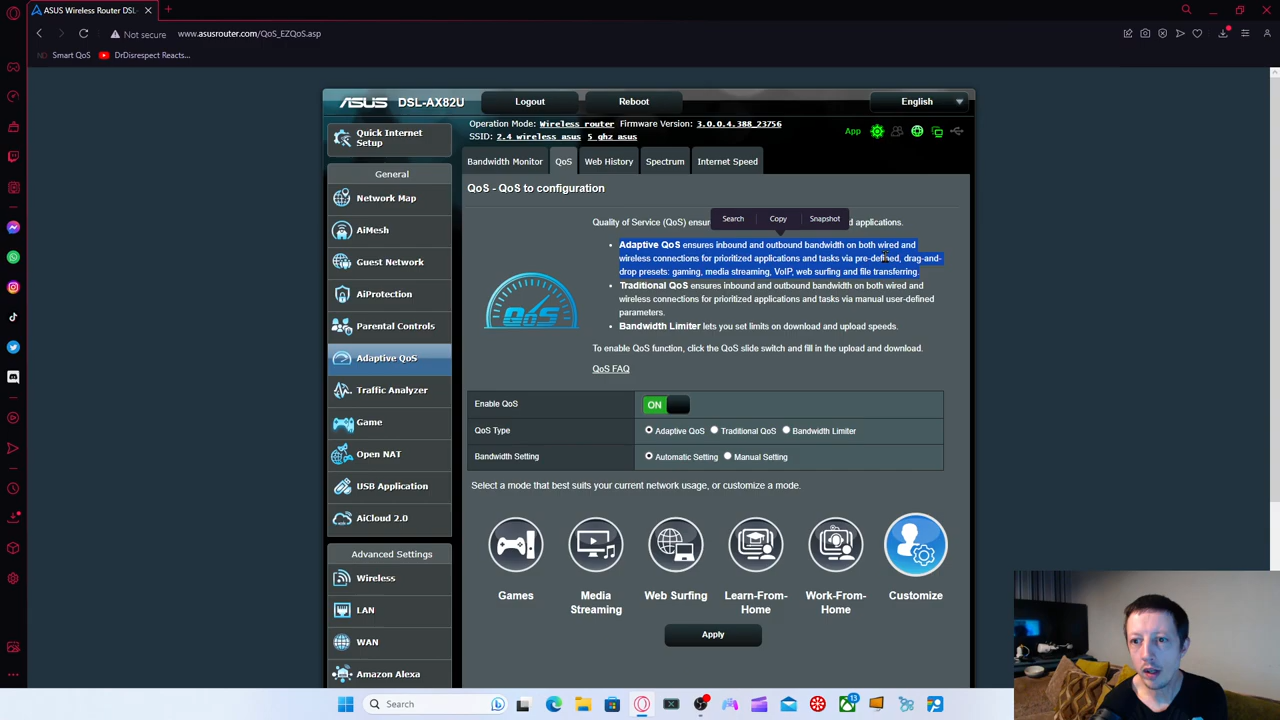 ASUS Wireless Router DSL-AX
Not secure
www.asusrouter.com/QoS_EZQoS.asp
Smart QoS
DrDisrespect Reacts...
ASUS DSL-AX82U
Logout
Reboot
English
Quick Internet
Setup
Operation Mode: Wireless router Firmware Version: 3.0.0.4.388_23756
SSID: 2.4 wireless asus 5 ghz asus
App
General
Network Map
AiMesh
Guest Network
AiProtection
Parental Controls
Adaptive QoS
Traffic Analyzer
Game
Open NAT
USB Application
AiCloud 2.0
Advanced Settings
Wireless
LAN
WAN
Amazon Alexa
Bandwidth Monitor
QoS
Web History
Spectrum
Internet Speed
QoS - QoS to configuration
Quality of Service (QoS) ensur
d applications.
Search
Copy
Snapshot
Adaptive QoS ensures inbound and outbound bandwidth on both wired and
wireless connections for prioritized applications and tasks via pre-defined, drag-and-
drop presets: gaming, media streaming, VoIP, web surfing and file transferring.
Traditional QoS ensures inbound and outbound bandwidth on both wired and
wireless connections for prioritized applications and tasks via manual user-defined
parameters.
Bandwidth Limiter lets you set limits on download and upload speeds.
To enable QoS function, click the QoS slide switch and fill in the upload and download.
QoS FAQ
QoS
Enable QoS
ON
QoS Type
Adaptive QoS
Traditional QoS
Bandwidth Limiter
Bandwidth Setting
Automatic Setting
Manual Setting
Select a mode that best suits your current network usage, or customize a mode.
Games
Media
Streaming
Web Surfing
Learn-From-
Home
Work-From-
Home
Customize
Apply
Search
13